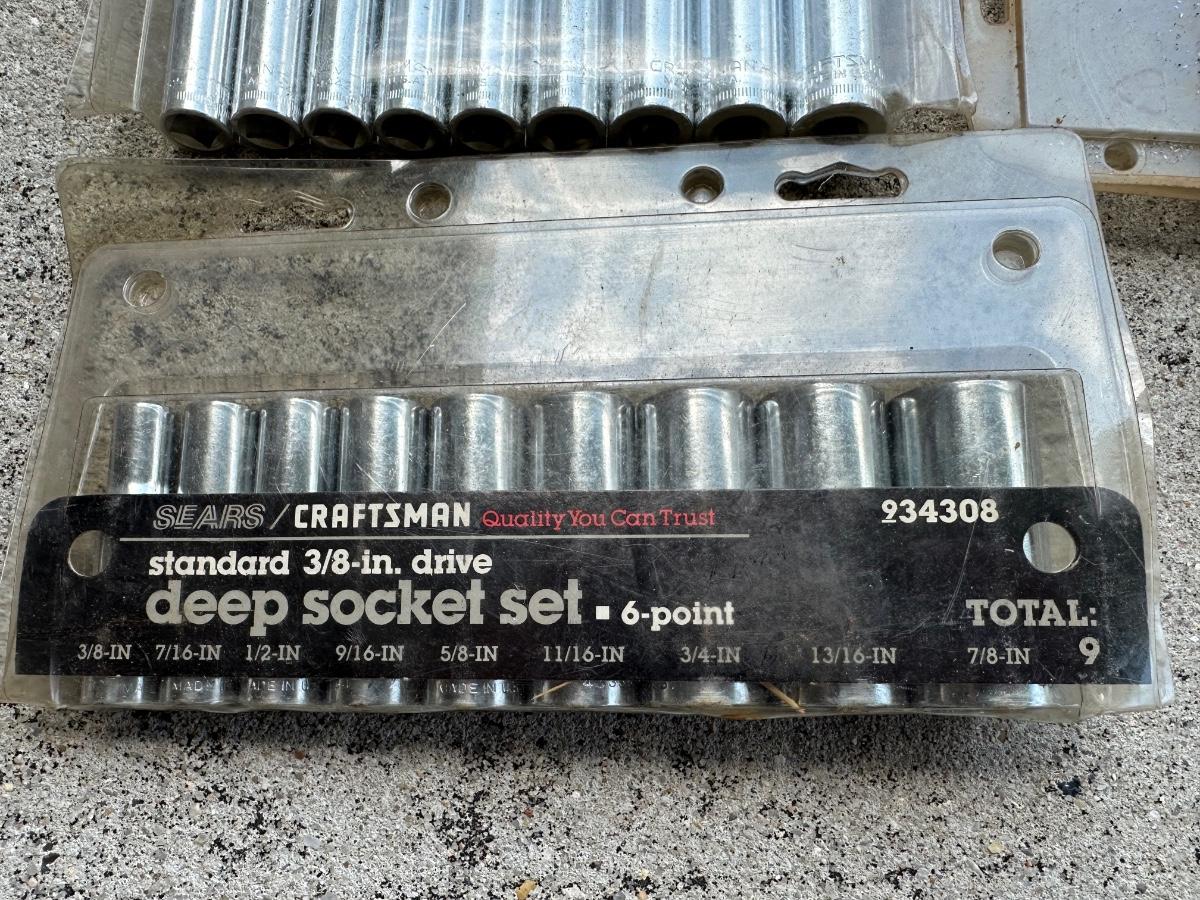 SEARS / CRAFTSMAN Quality You Can Trust 934308
standard 3/8-in. drive
deep socket set ▪ 6-point TOTAL:
3/8-IN 7/16-IN 1/2-IN 9/16-IN 5/8-IN 11/16-IN 3/4-IN 13/16-IN 7/8-IN 9